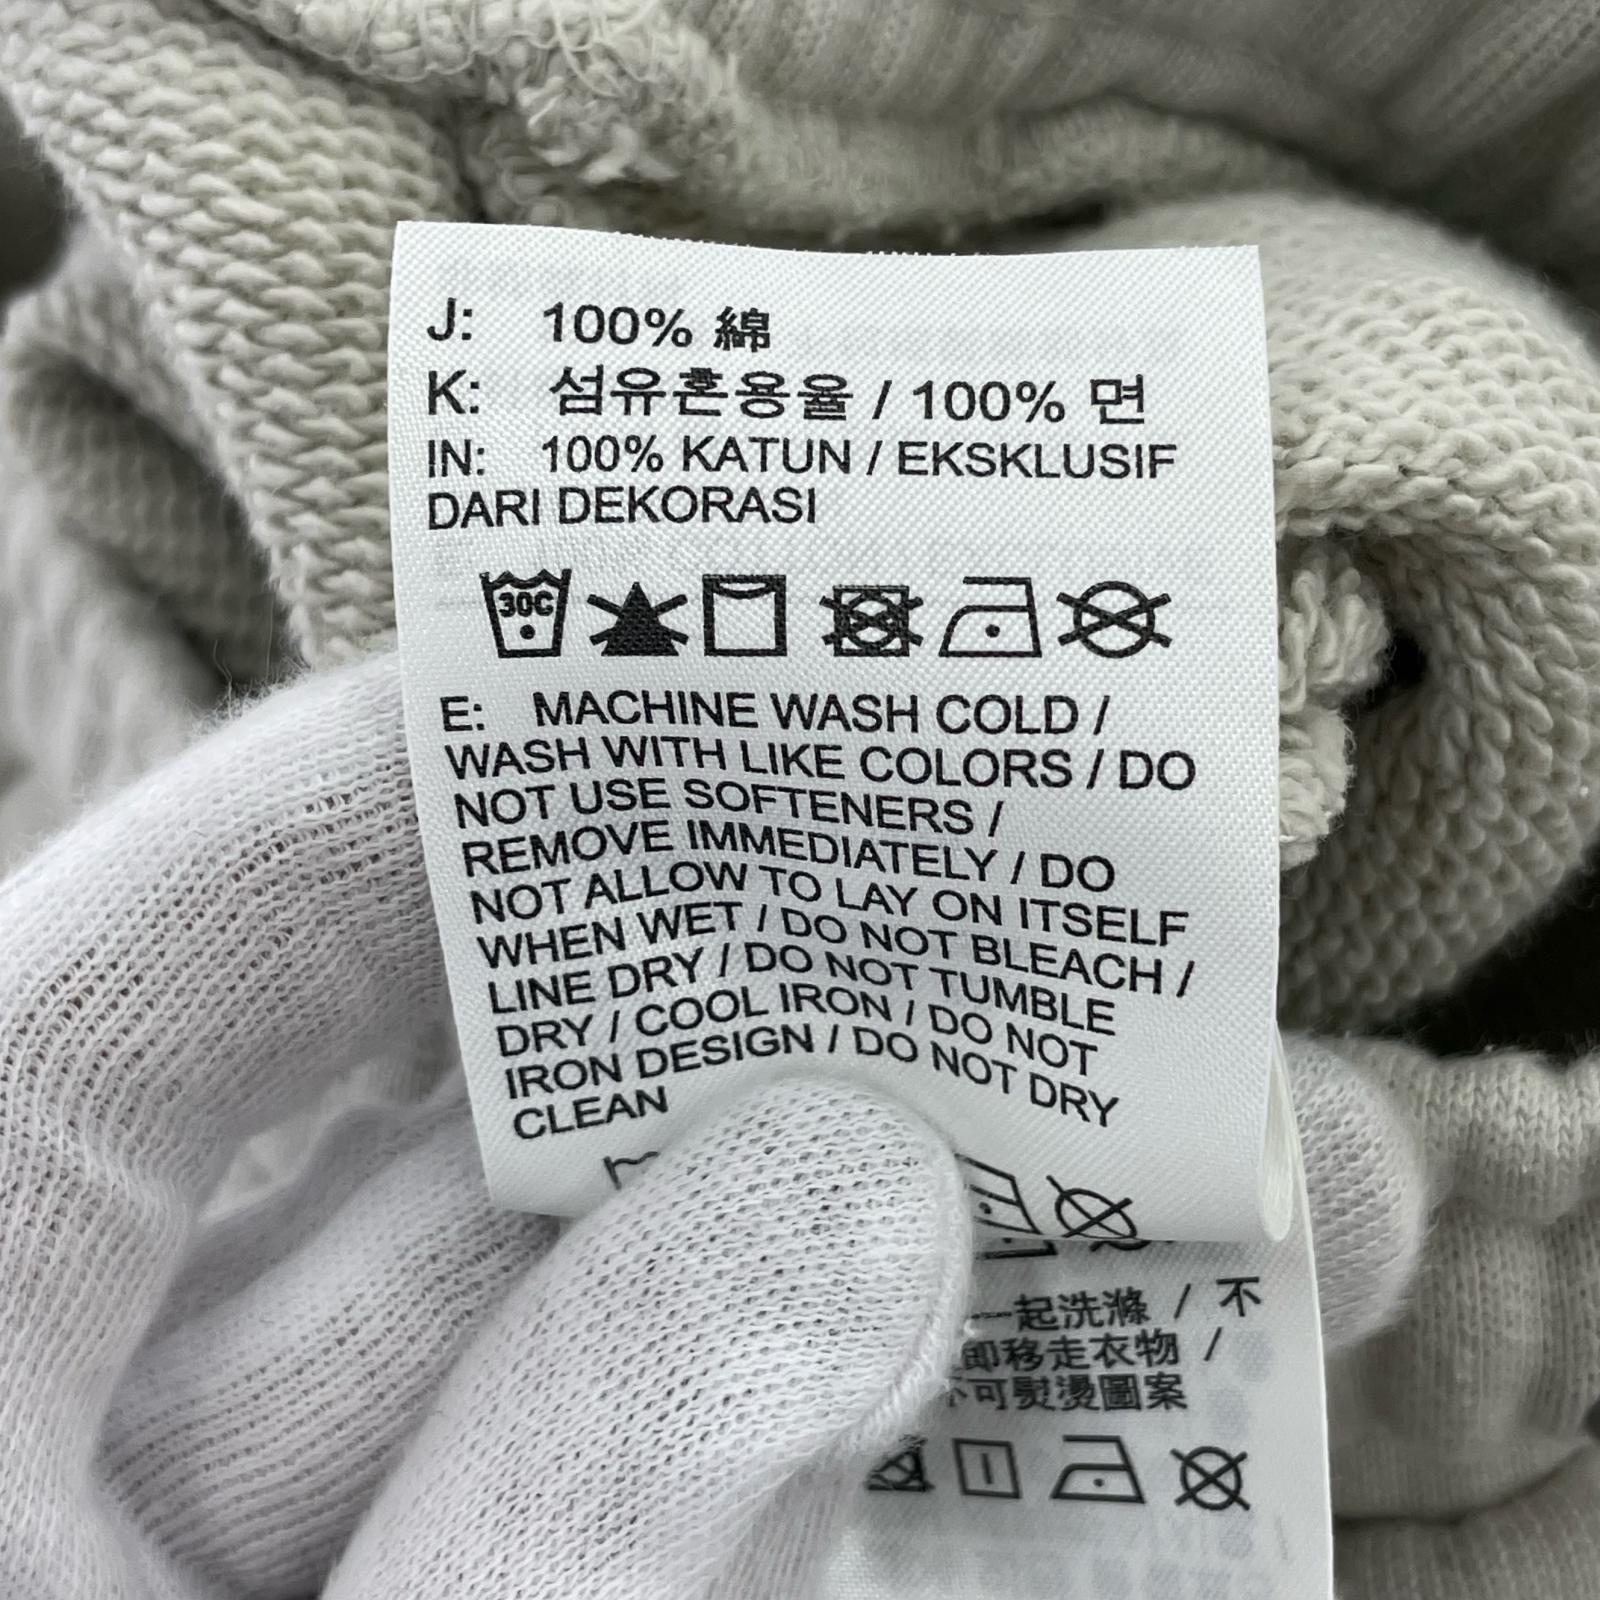 J: 100% 綿
K: 섬유혼용율 / 100% 면
IN: 100% KATUN / EKSKLUSIF
DARI DEKORASI
30C
E: MACHINE WASH COLD /
WASH WITH LIKE COLORS / DO
NOT USE SOFTENERS /
REMOVE IMMEDIATELY / DO
NOT ALLOW TO LAY ON ITSELF
WHEN WET / DO NOT BLEACH /
LINE DRY / DO NOT TUMBLE
DRY / COOL IRON / DO NOT
IRON DESIGN / DO NOT DRY
CLEAN
一起洗滌 / 不
即移走衣物 /
不可熨燙圖案